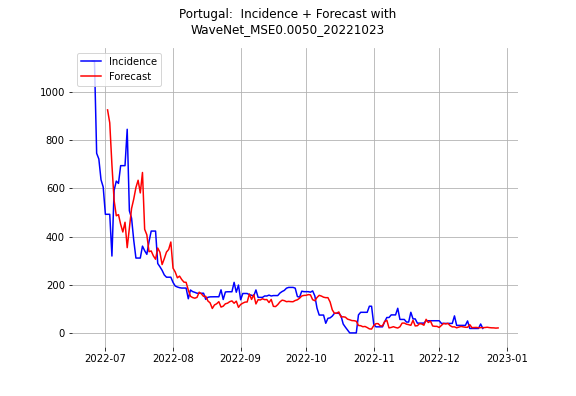 Portugal:  Incidence + Forecast with
WaveNet_MSE0.0050_20221023
Incidence
Forecast
1000
800
600
400
200
0
2022-07 2022-08 2022-09 2022-10 2022-11 2022-12 2023-01